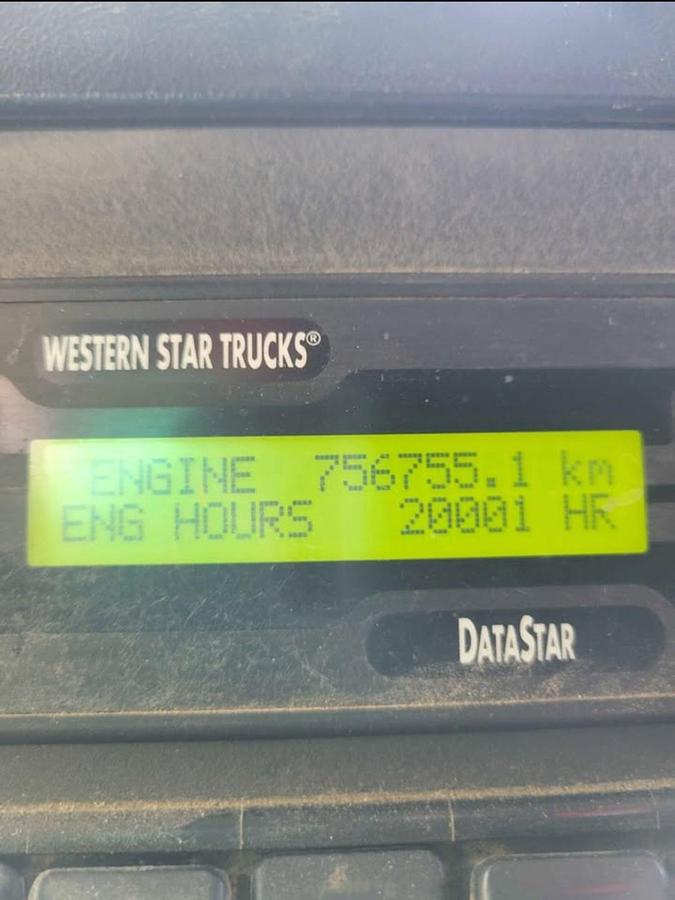 WESTERN STAR TRUCKS®
ENGINE 756755.1 km
ENG HOURS 20001 HR
DATASTAR